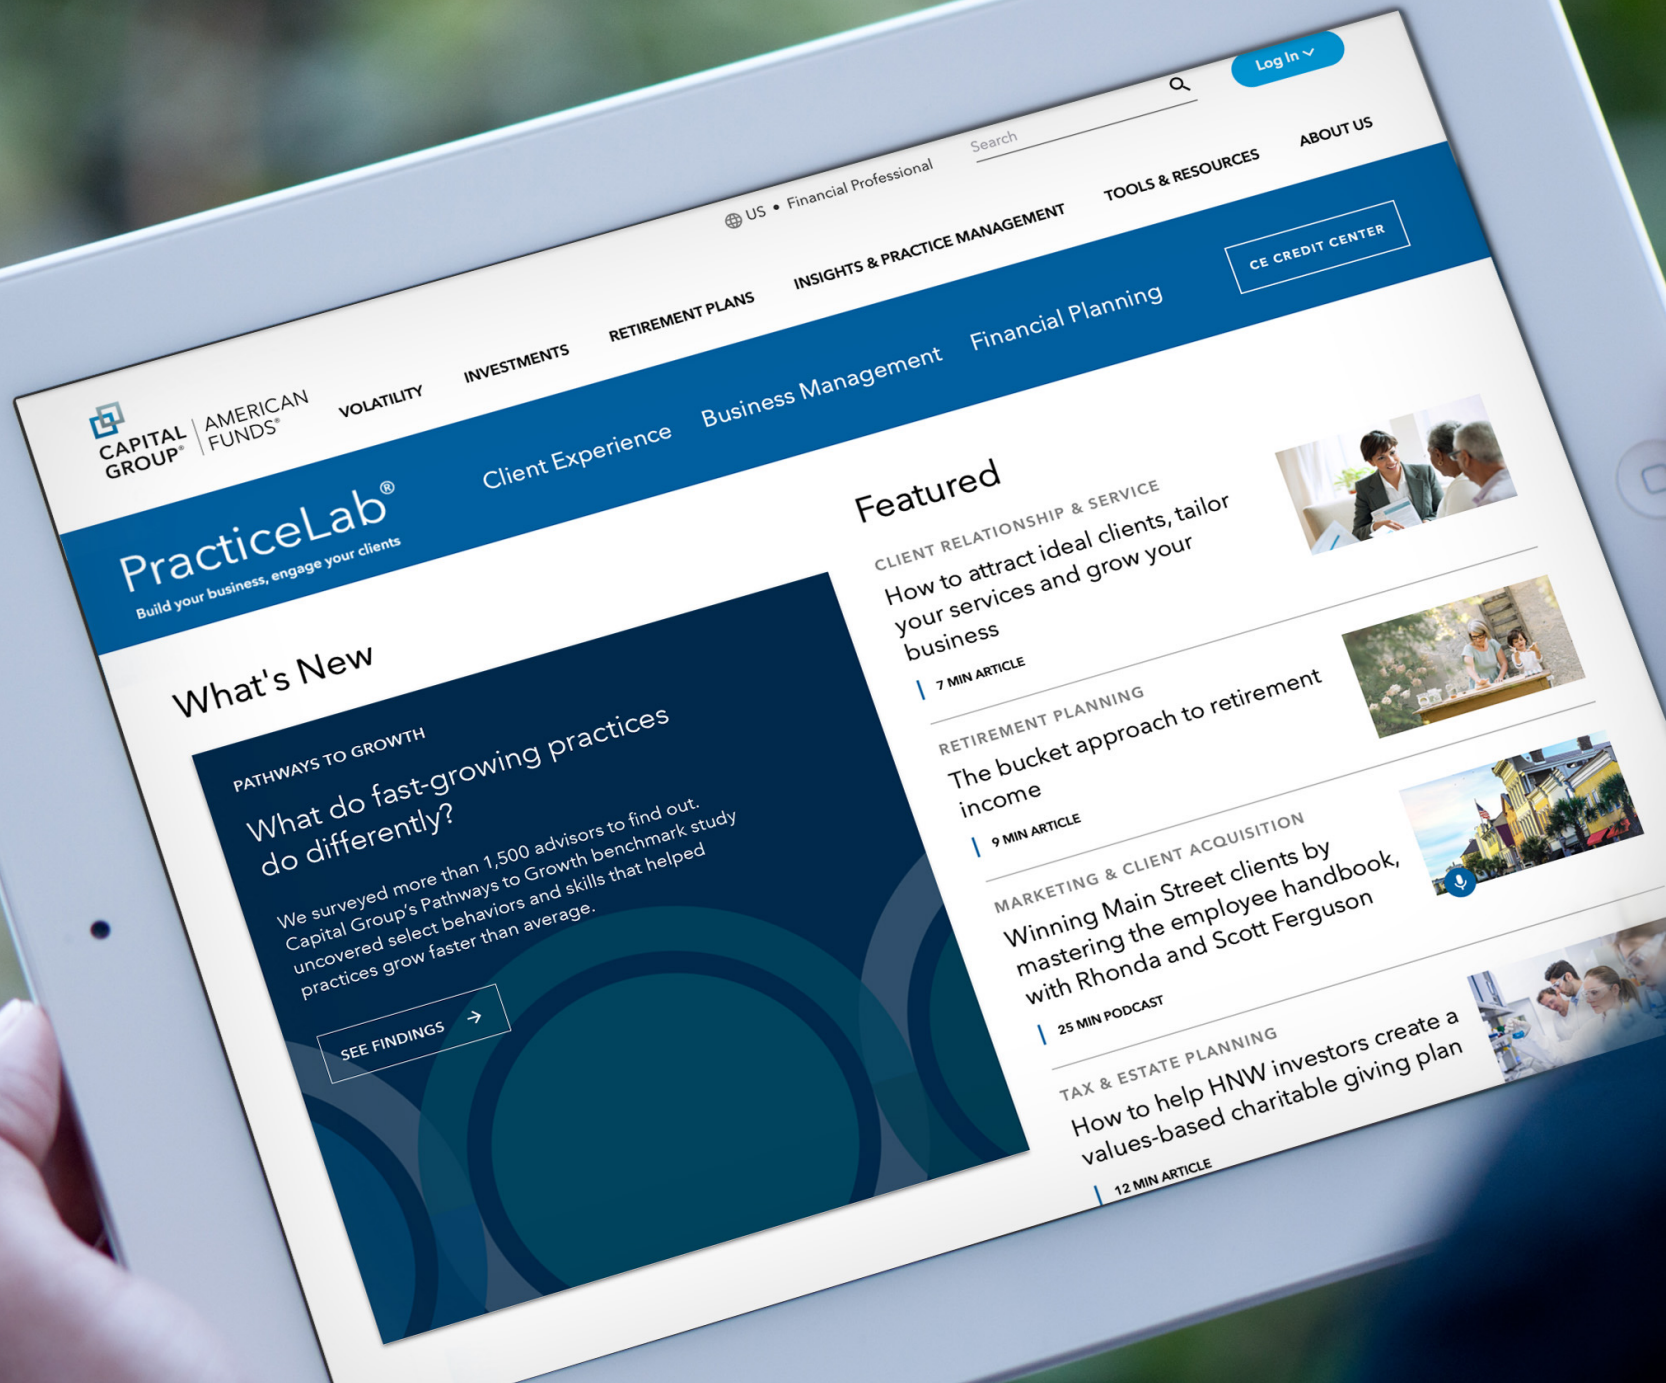 Log In
Search
US • Financial Professional
CAPITAL GROUP®
AMERICAN FUNDS®
VOLATILITY
INVESTMENTS
RETIREMENT PLANS
INSIGHTS & PRACTICE MANAGEMENT
TOOLS & RESOURCES
ABOUT US
PracticeLab®
Build your business, engage your clients
Client Experience
Business Management
Financial Planning
CE CREDIT CENTER
What's New
PATHWAYS TO GROWTH
What do fast-growing practices
do differently?
We surveyed more than 1,500 advisors to find out.
Capital Group's Pathways to Growth benchmark study
uncovered select behaviors and skills that helped
practices grow faster than average.
SEE FINDINGS
Featured
CLIENT RELATIONSHIP & SERVICE
How to attract ideal clients, tailor
your services and grow your
business
7 MIN ARTICLE
RETIREMENT PLANNING
The bucket approach to retirement
income
9 MIN ARTICLE
MARKETING & CLIENT ACQUISITION
Winning Main Street clients by
mastering the employee handbook,
with Rhonda and Scott Ferguson
25 MIN PODCAST
TAX & ESTATE PLANNING
How to help HNW investors create a
values-based charitable giving plan
12 MIN ARTICLE